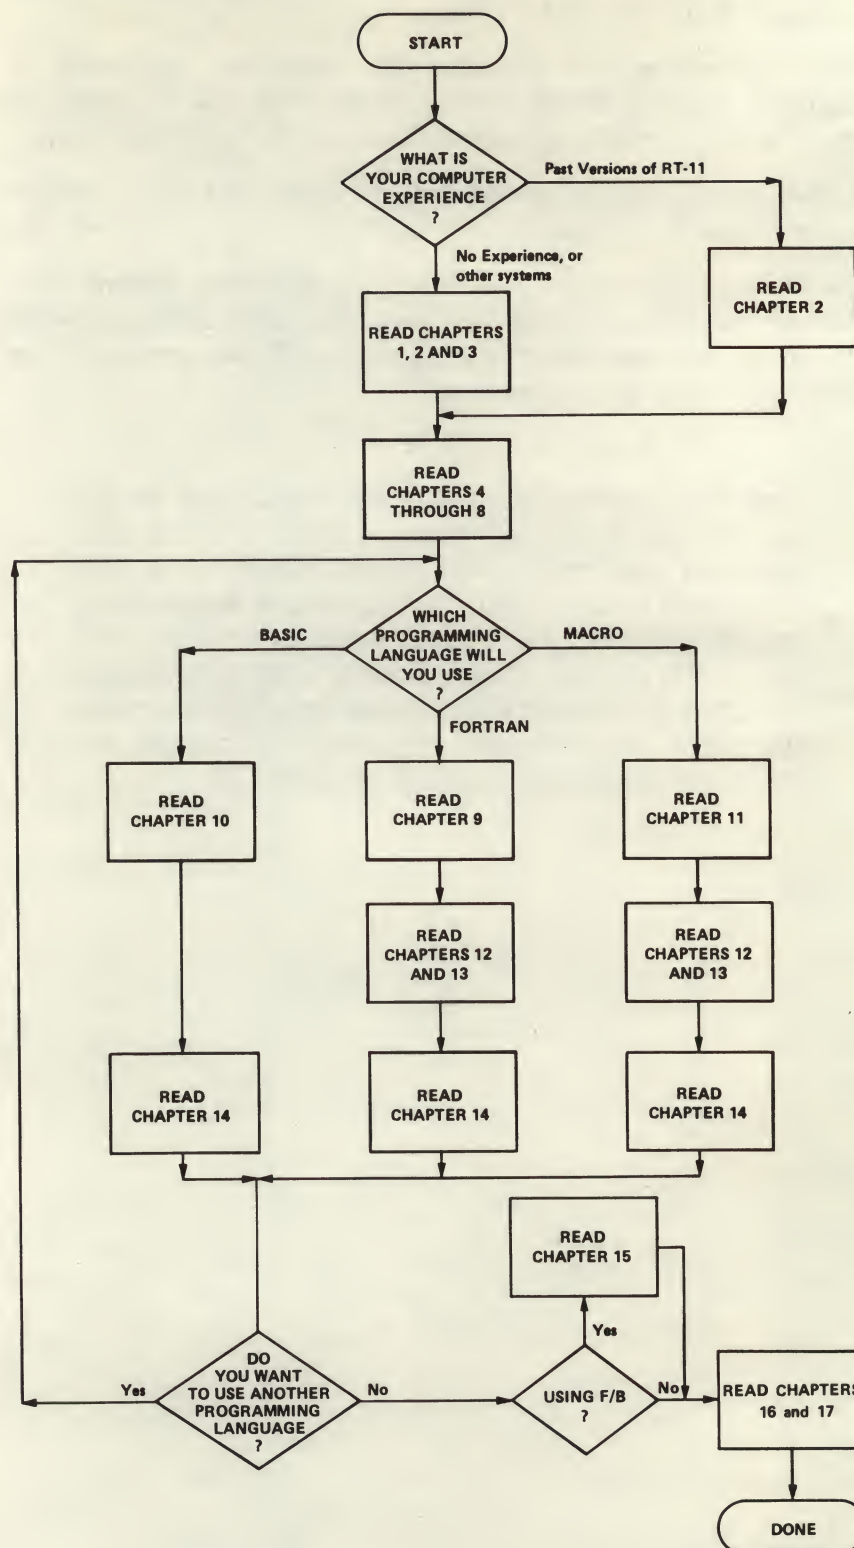 START
WHAT IS
YOUR COMPUTER
EXPERIENCE
?
Past Versions of RT-11
No Experience, or
other systems
READ
CHAPTER 2
READ CHAPTERS
1, 2 AND 3
READ
CHAPTERS 4
THROUGH 8
WHICH
PROGRAMMING
LANGUAGE WILL
YOU USE
?
BASIC
MACRO
FORTRAN
READ
CHAPTER 10
READ
CHAPTER 9
READ
CHAPTER 11
READ
CHAPTERS 12
AND 13
READ
CHAPTERS 12
AND 13
READ
CHAPTER 14
READ
CHAPTER 14
READ
CHAPTER 14
READ
CHAPTER 15
Yes
DO
YOU WANT
TO USE ANOTHER
PROGRAMMING
LANGUAGE
?
Yes
No
USING F/B
?
No
READ CHAPTERS
16 and 17
DONE